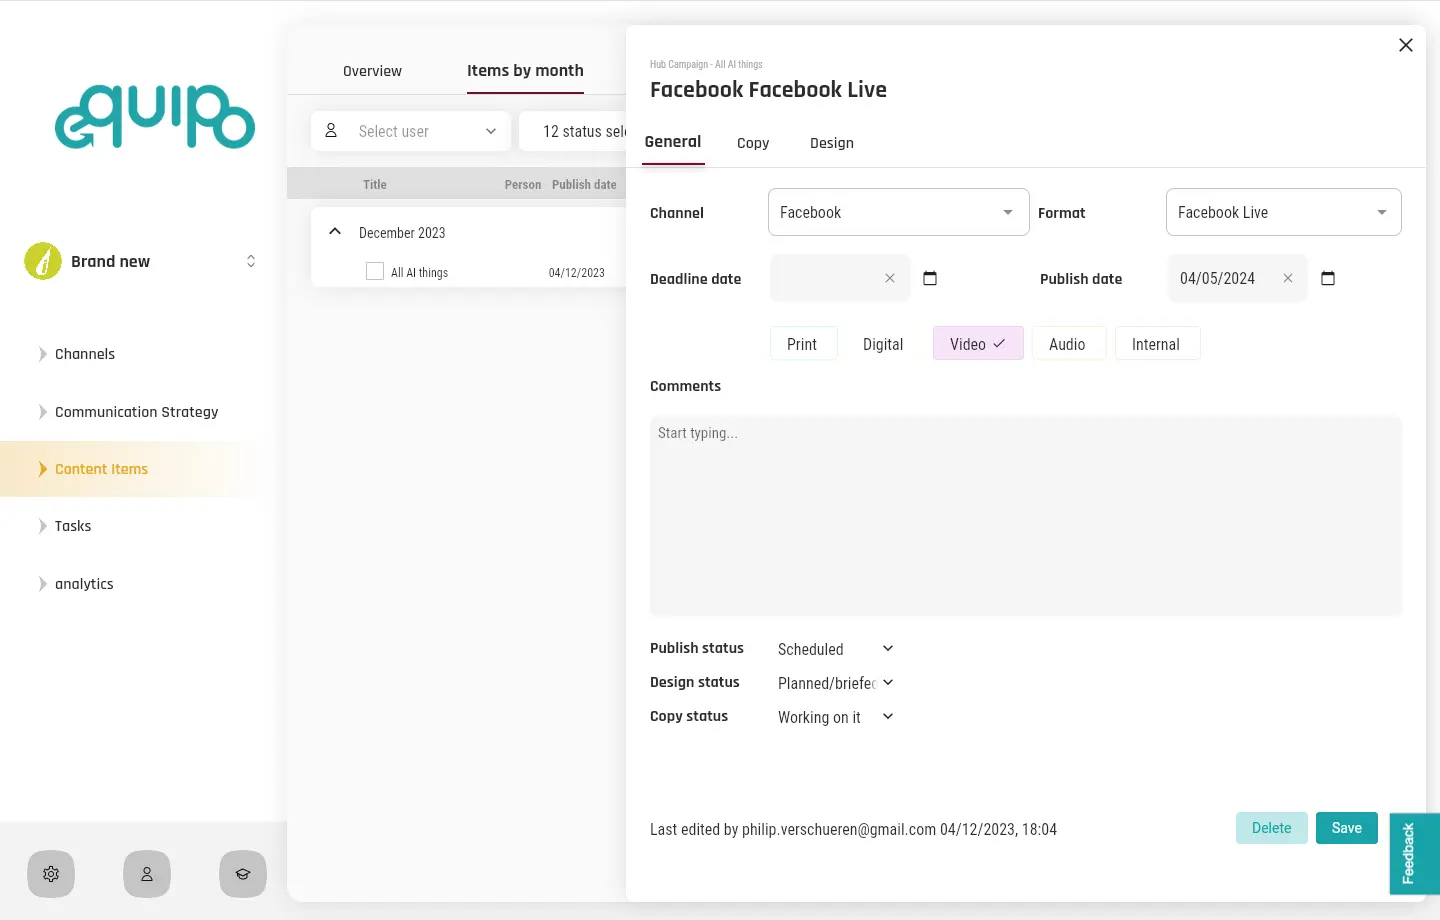 equipo
Brand new
Channels
Communication Strategy
Content Items
Tasks
analytics
Overview
Items by month
Select user
12 status sele
Title Person Publish date
December 2023
All AI things 04/12/2023
Hub Campaign - All AI things
Facebook Facebook Live
General Copy Design
Channel Facebook Format Facebook Live
Deadline date Publish date 04/05/2024
Print Digital Video Audio Internal
Comments
Start typing...
Publish status Scheduled
Design status Planned/briefed
Copy status Working on it
Last edited by philip.verschueren@gmail.com 04/12/2023, 18:04
Delete Save
Feedback